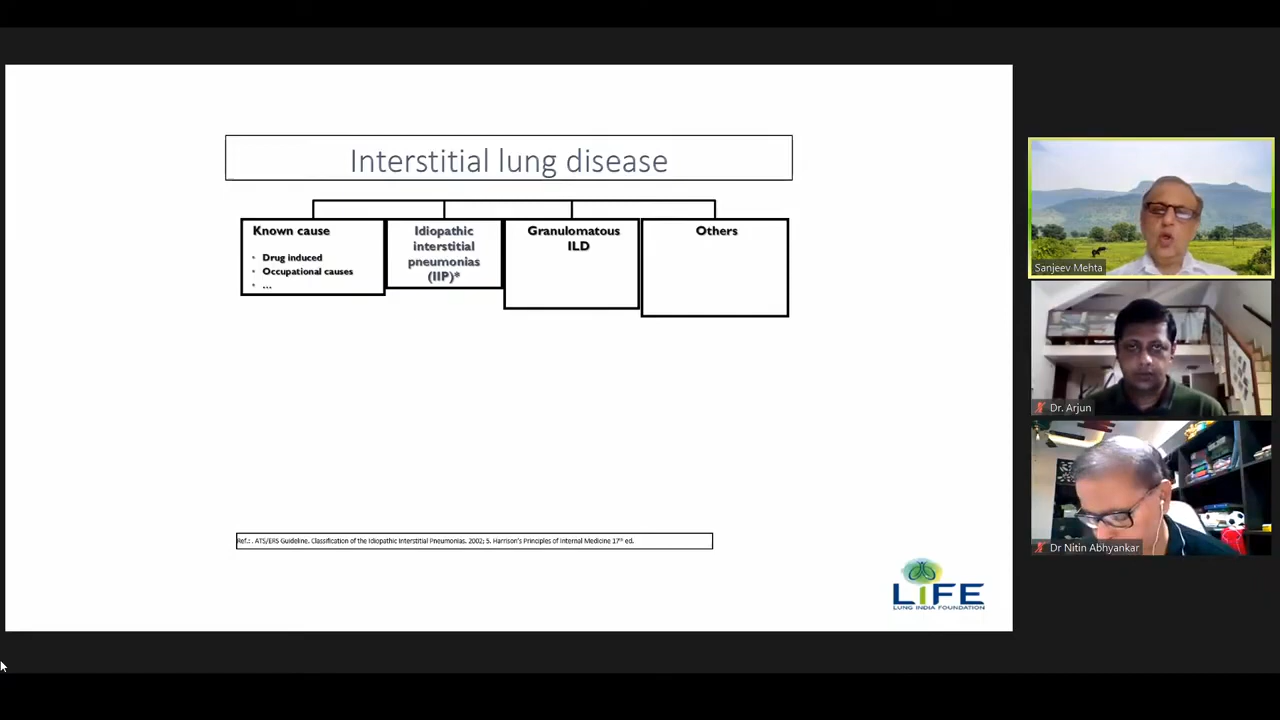 Interstitial lung disease
Known cause
• Drug induced
• Occupational causes
• ...
Idiopathic
interstitial
pneumonias
(IIP)*
Granulomatous
ILD
Others
Ref.: . ATS/ERS Guideline. Classification of the Idiopathic Interstitial Pneumonias. 2002; 5. Harrison's Principles of Internal Medicine 17th ed.
LIFE
LUNG INDIA FOUNDATION
Sanjeev Mehta
Dr. Arjun
Dr Nitin Abhyankar